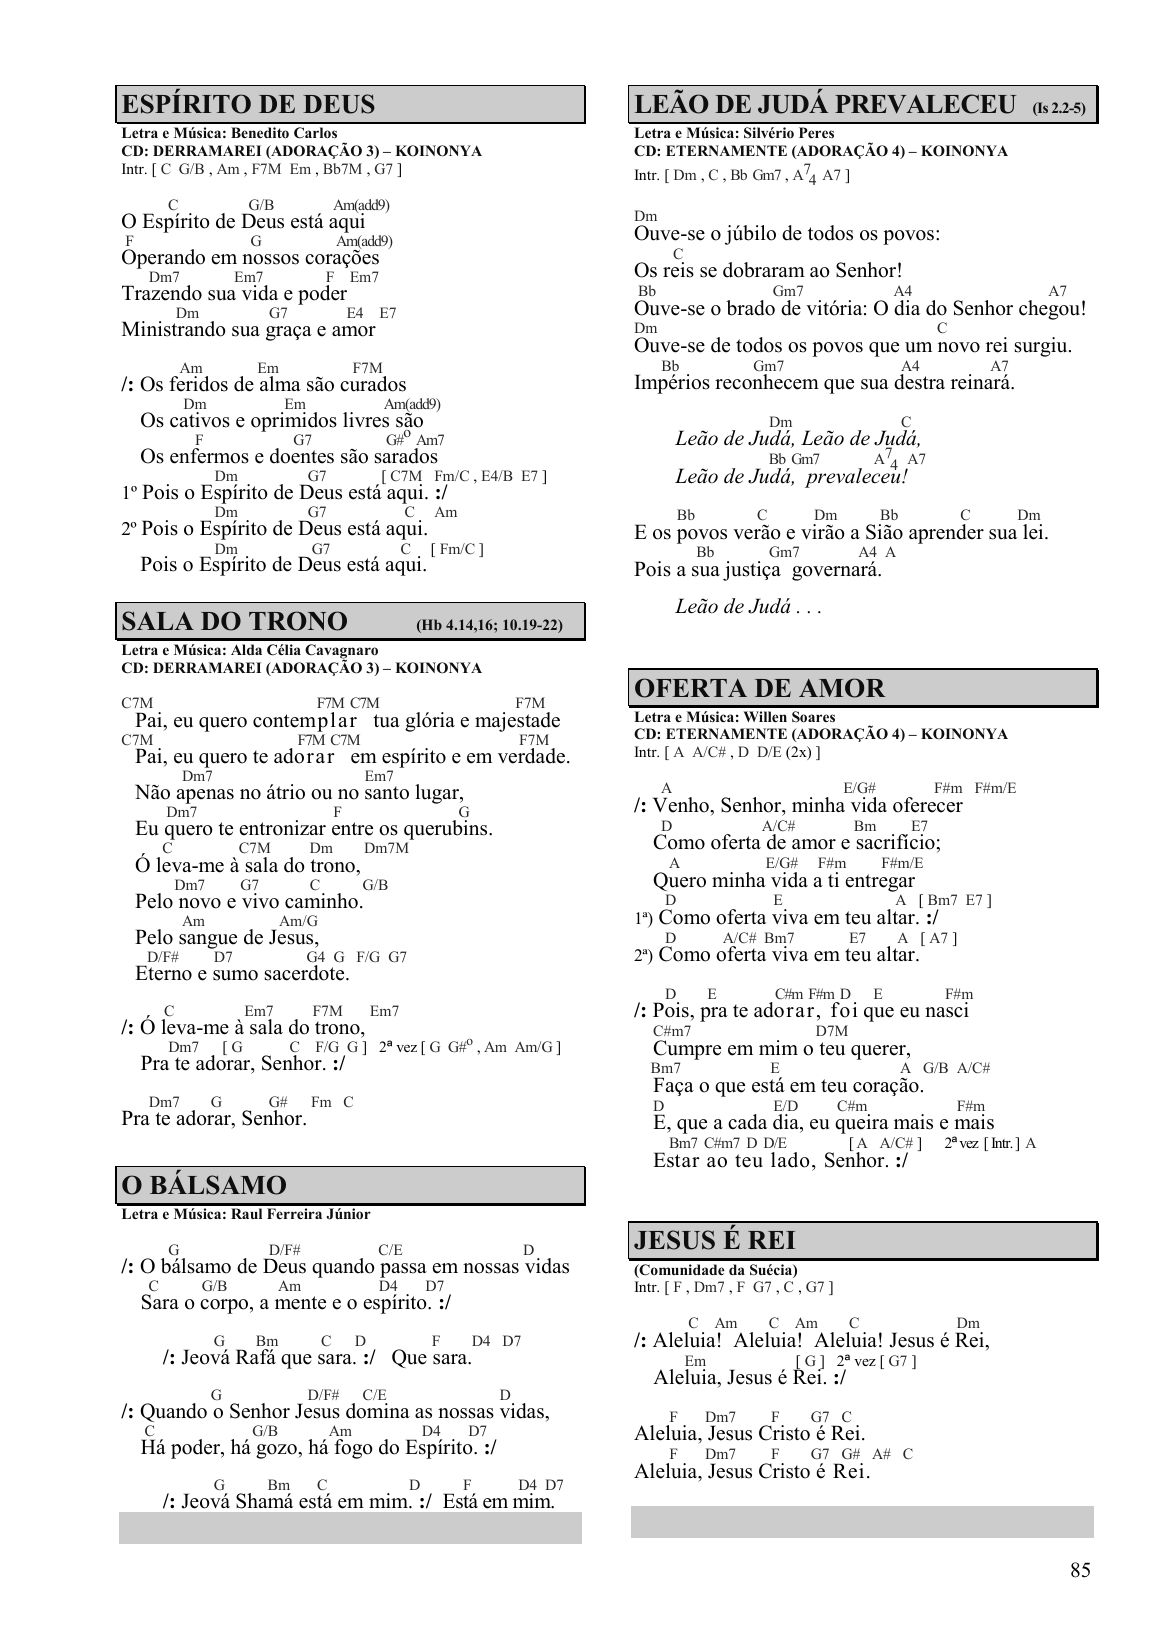 ESPÍRITO DE DEUS
Letra e Música: Benedito Carlos
CD: DERRAMAREI (ADORAÇÃO 3) – KOINONYA
Intr. [ C G/B , Am , F7M Em , Bb7M , G7 ]
C G/B Am(add9)
O Espírito de Deus está aqui
F G Am(add9)
Operando em nossos corações
Dm7 Em7 F Em7
Trazendo sua vida e poder
Dm G7 E4 E7
Ministrando sua graça e amor
Am Em F7M
/: Os feridos de alma são curados
Dm Em Am(add9)
Os cativos e oprimidos livres são
F G7 G#º Am7
Os enfermos e doentes são sarados
Dm G7 [ C7M Fm/C , E4/B E7 ]
1º Pois o Espírito de Deus está aqui. :/
Dm G7 C Am
2º Pois o Espírito de Deus está aqui.
Dm G7 C [ Fm/C ]
Pois o Espírito de Deus está aqui.
SALA DO TRONO (Hb 4.14,16; 10.19-22)
Letra e Música: Alda Célia Cavagnaro
CD: DERRAMAREI (ADORAÇÃO 3) – KOINONYA
C7M F7M C7M F7M
Pai, eu quero contemplar tua glória e majestade
C7M F7M C7M F7M
Pai, eu quero te adorar em espírito e em verdade.
Dm7 Em7
Não apenas no átrio ou no santo lugar,
Dm7 F G
Eu quero te entronizar entre os querubins.
C C7M Dm Dm7M
Ó leva-me à sala do trono,
Dm7 G7 C G/B
Pelo novo e vivo caminho.
Am Am/G
Pelo sangue de Jesus,
D/F# D7 G4 G F/G G7
Eterno e sumo sacerdote.
C Em7 F7M Em7
/: Ó leva-me à sala do trono,
Dm7 [ G C F/G G ] 2ª vez [ G G#º , Am Am/G ]
Pra te adorar, Senhor. :/
Dm7 G G# Fm C
Pra te adorar, Senhor.
O BÁLSAMO
Letra e Música: Raul Ferreira Júnior
G D/F# C/E D
/: O bálsamo de Deus quando passa em nossas vidas
C G/B Am D4 D7
Sara o corpo, a mente e o espírito. :/
G Bm C D F D4 D7
/: Jeová Rafá que sara. :/ Que sara.
G D/F# C/E D
/: Quando o Senhor Jesus domina as nossas vidas,
C G/B Am D4 D7
Há poder, há gozo, há fogo do Espírito. :/
G Bm C D F D4 D7
/: Jeová Shamá está em mim. :/ Está em mim.
LEÃO DE JUDÁ PREVALECEU (Is 2.2-5)
Letra e Música: Silvério Peres
CD: ETERNAMENTE (ADORAÇÃO 4) – KOINONYA
Intr. [ Dm , C , Bb Gm7 , A74 A7 ]
Dm
Ouve-se o júbilo de todos os povos:
C
Os reis se dobraram ao Senhor!
Bb Gm7 A4 A7
Ouve-se o brado de vitória: O dia do Senhor chegou!
Dm C
Ouve-se de todos os povos que um novo rei surgiu.
Bb Gm7 A4 A7
Impérios reconhecem que sua destra reinará.
Dm C
Leão de Judá, Leão de Judá,
Bb Gm7 A74 A7
Leão de Judá, prevaleceu!
Bb C Dm Bb C Dm
E os povos verão e virão a Sião aprender sua lei.
Bb Gm7 A4 A
Pois a sua justiça governará.
Leão de Judá . . .
OFERTA DE AMOR
Letra e Música: Willen Soares
CD: ETERNAMENTE (ADORAÇÃO 4) – KOINONYA
Intr. [ A A/C# , D D/E (2x) ]
A E/G# F#m F#m/E
/: Venho, Senhor, minha vida oferecer
D A/C# Bm E7
Como oferta de amor e sacrifício;
A E/G# F#m F#m/E
Quero minha vida a ti entregar
D E A [ Bm7 E7 ]
1ª) Como oferta viva em teu altar. :/
D A/C# Bm7 E7 A [ A7 ]
2ª) Como oferta viva em teu altar.
D E C#m F#m D E F#m
/: Pois, pra te adorar, foi que eu nasci
C#m7 D7M
Cumpre em mim o teu querer,
Bm7 E A G/B A/C#
Faça o que está em teu coração.
D E/D C#m F#m
E, que a cada dia, eu queira mais e mais
Bm7 C#m7 D D/E [ A A/C# ] 2ª vez [ Intr. ] A
Estar ao teu lado, Senhor. :/
JESUS É REI
(Comunidade da Suécia)
Intr. [ F , Dm7 , F G7 , C , G7 ]
C Am C Am C Dm
/: Aleluia! Aleluia! Aleluia! Jesus é Rei,
Em [ G ] 2ª vez [ G7 ]
Aleluia, Jesus é Rei. :/
F Dm7 F G7 C
Aleluia, Jesus Cristo é Rei.
F Dm7 F G7 G# A# C
Aleluia, Jesus Cristo é Rei.
85